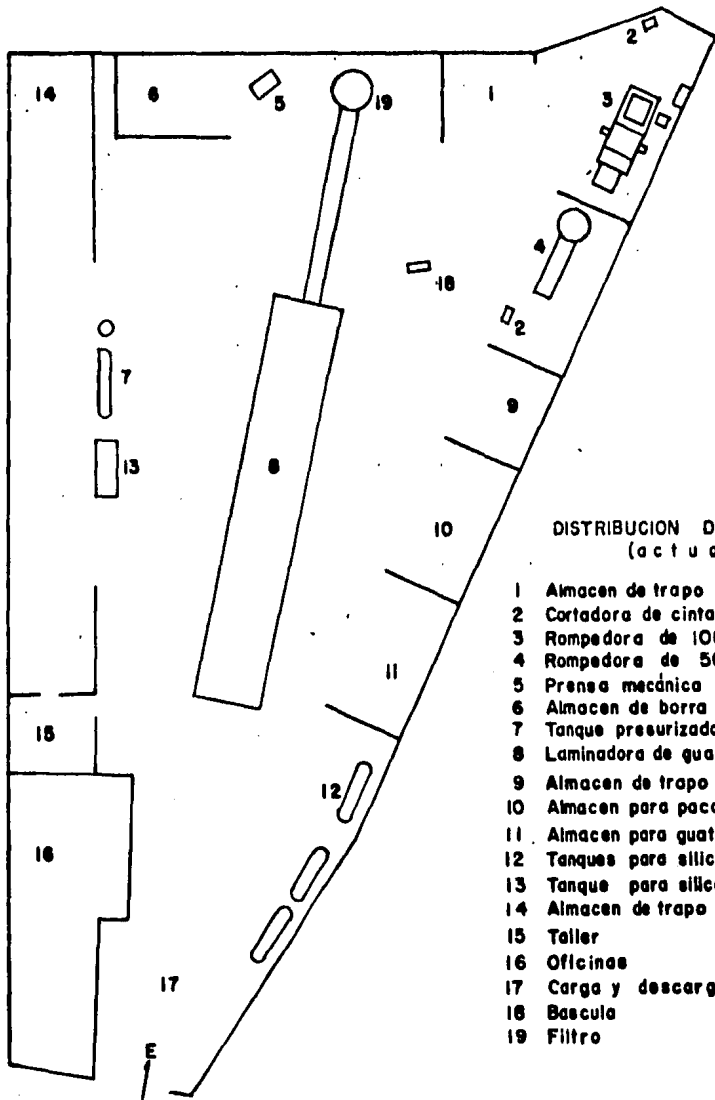 2
14
6
5
19
1
3
4
18
2
7
9
13
8
10
11
15
12
16
17
E
DISTRIBUCION D
(actua
1 Almacen de trapo
2 Cortadora de cinta
3 Rompedora de 100
4 Rompedora de 50
5 Prensa mecánica
6 Almacen de borra
7 Tanque presurizado
8 Laminadora de gua
9 Almacen de trapo
10 Almacen para paca
11 Almacen para guat
12 Tanques para silic
13 Tanque para silic
14 Almacen de trapo
15 Taller
16 Oficinas
17 Carga y descarg
18 Bascula
19 Filtro